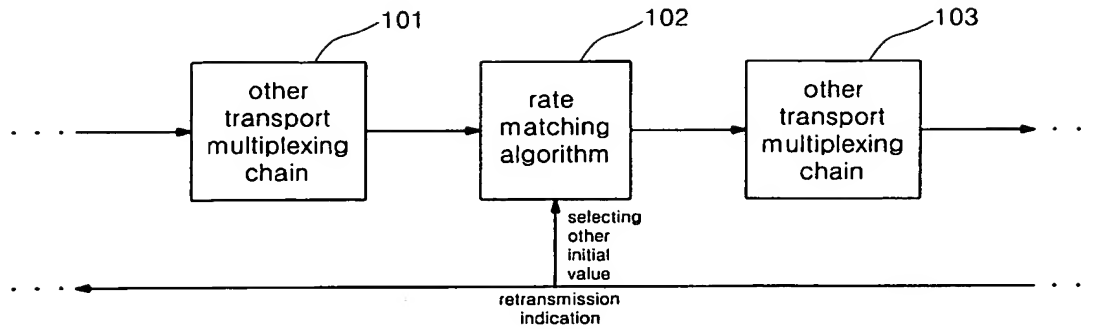 101
102
103
other
transport
multiplexing
chain
rate
matching
algorithm
other
transport
multiplexing
chain
. . .
. .
selecting
other
initial
value
. . .
. .
retransmission
indication